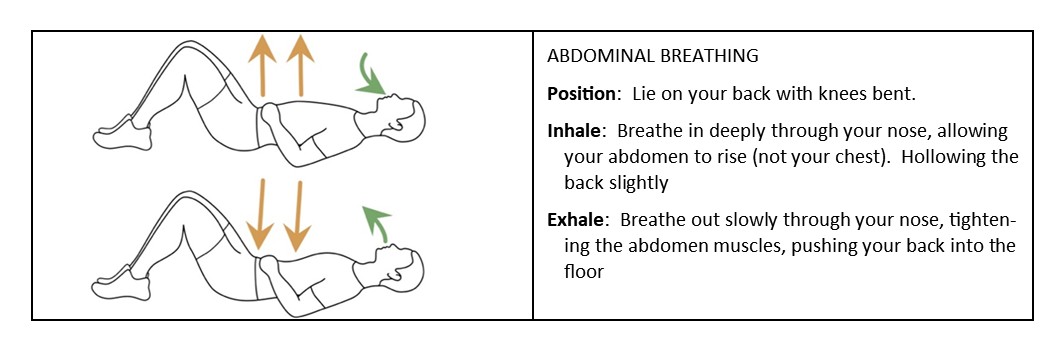 ABDOMINAL BREATHING
Position:  Lie on your back with knees bent.
Inhale:  Breathe in deeply through your nose, allowing
your abdomen to rise (not your chest).  Hollowing the
back slightly
Exhale:  Breathe out slowly through your nose, tighten-
ing the abdomen muscles, pushing your back into the
floor